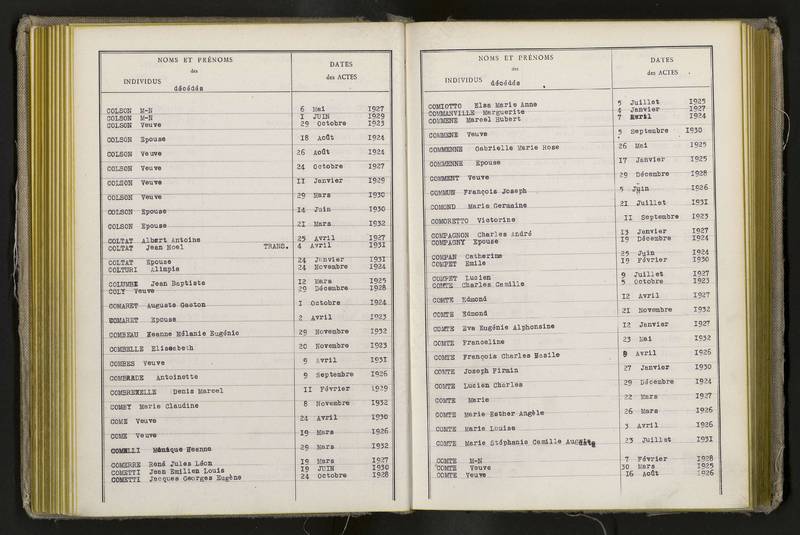 NOMS ET PRÉNOMS
des
INDIVIDUS
décédés
DATES
des ACTES
COLSON M-N 6 Mai 1927
COLSON M-N I JUIN 1929
COLSON Veuve 29 Octobre 1923
COLSON Epouse 18 Août 1924
COLSON Veuve 26 Août 1924
COLSON Veuve 24 Octobre 1927
COLSON Veuve II Janvier 1929
COLSON Veuve 29 Mars 1930
COLSON Epouse 14 Juin 1930
COLSON Epouse 21 Mars 1932
COLTAT Albert Antoine 25 Avril 1927
COLTAT Jean Noel TRANS. 4 Avril 1931
COLTAT Epouse 24 Janvier 1931
COLTURI Alimpia 24 Novembre 1924
COLUMBE Jean Baptiste 12 Mars 1925
COLY Veuve 29 Décembre 1928
COMARET Auguste Gaston I Octobre 1924
COMARET Epouse 2 Avril 1923
COMBEAU Jeanne Mélanie Eugénie 29 Novembre 1932
COMBELLE Elisabeth 20 Novembre 1923
COMBES Veuve 9 Avril 1931
COMBRADE Antoinette 9 Septembre 1926
COMBREXELLE Denis Marcel II Février 1929
COMBY Marie Claudine 8 Novembre 1932
COME Veuve 24 Avril 1930
COME Veuve 19 Mars 1926
COMELLI Monique Jeanne 29 Mars 1932
COMERRE René Jules Léon 19 Mars 1927
COMETTI Jean Emilien Louis 19 JUIN 1930
COMETTI Jacques Georges Eugène 24 Octobre 1928
NOMS ET PRÉNOMS
des
INDIVIDUS décédés
DATES
des ACTES
COMIOTTO Elsa Marie Anne 5 Juillet 1925
COMMANVILLE Marguerite 4 Janvier 1927
COMMENE Marcel Hubert 7 Avril 1924
COMMENE Veuve 5 Septembre 1930
COMMENNE Gabrielle Marie Rose 26 Mai 1925
COMMENNE Epouse 17 Janvier 1925
COMMENT Veuve 29 Décembre 1928
COMMUN François Joseph 5 Juin 1926
COMOND Marie Germaine 21 Juillet 1931
COMORETTO Victorine II Septembre 1923
COMPAGNON Charles André 13 Janvier 1927
COMPAGNY Epouse 19 Décembre 1924
COMPAN Catherine 25 Juin 1924
COMPET Emile 19 Février 1930
COMPET Lucien 9 Juillet 1927
COMTE Charles Camille 5 Octobre 1923
COMTE Edmond 12 Avril 1927
COMTE Edmond 21 Novembre 1932
COMTE Eva Eugénie Alphonsine 12 Janvier 1927
COMTE Franceline 23 Mai 1932
COMTE François Charles Basile 8 Avril 1926
COMTE Joseph Firmin 27 Janvier 1930
COMTE Lucien Charles 29 Décembre 1924
COMTE Marie 22 Mars 1927
COMTE Marie Esther Angèle 26 Mars 1926
COMTE Marie Louise 3 Avril 1926
COMTE Marie Stéphanie Camille Augdite 23 Juillet 1931
COMTE M-N 7 Février 1928
COMTE Veuve 30 Mars 1925
COMTE Veuve 16 Août 1926